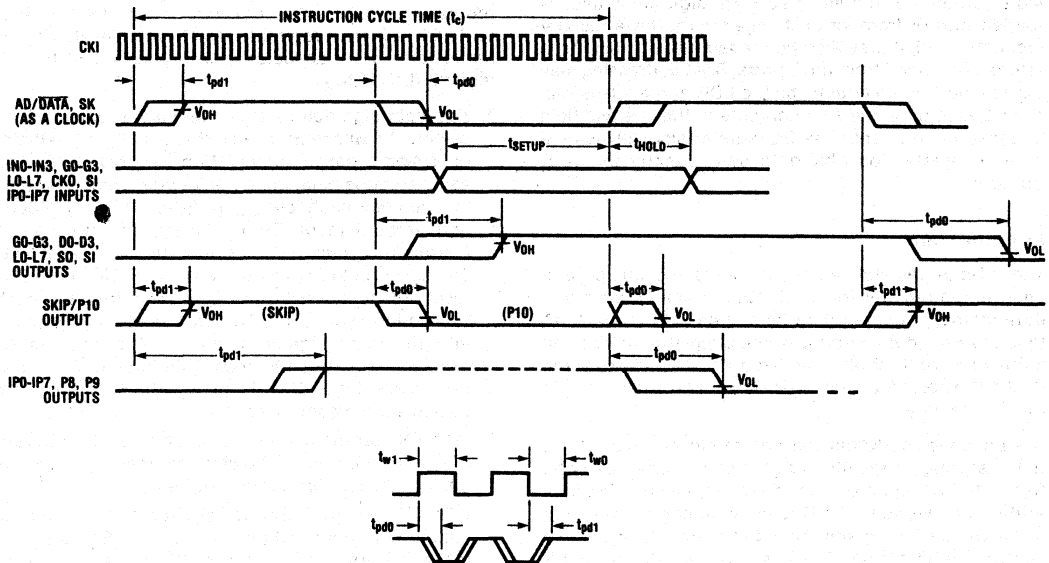 INSTRUCTION CYCLE TIME (tc)
CKI
tpd1
tpd0
AD/DATA, SK
(AS A CLOCK)
VOH
VOL
tSETUP
tHOLD
IN0-IN3, G0-G3,
L0-L7, CKO, SI
IP0-IP7 INPUTS
tpd1
tpd0
G0-G3, D0-D3,
L0-L7, SO, SI
OUTPUTS
VOH
VOL
tpd1
tpd0
tpd0
tpd1
SKIP/P10
OUTPUT
VOH
(SKIP)
VOL
(P10)
VOL
VOH
tpd1
tpd0
IP0-IP7, P8, P9
OUTPUTS
VOL
tw1
tw0
tpd0
tpd1